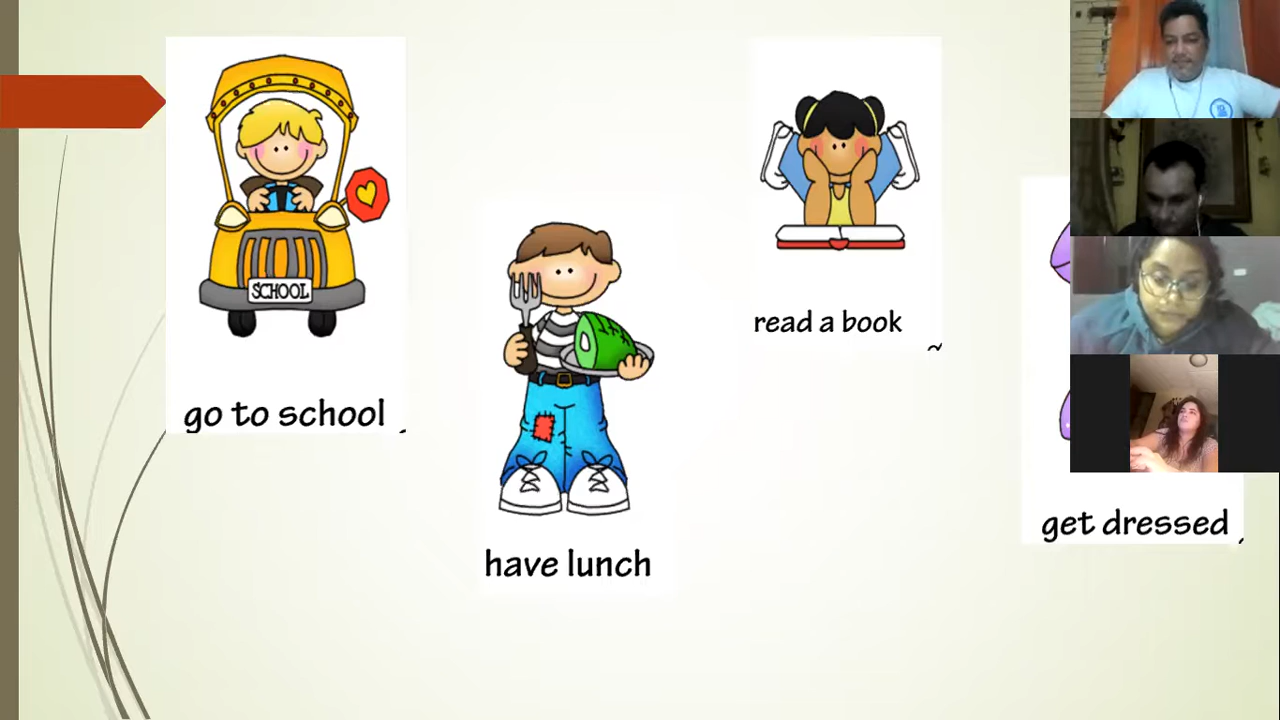 SCHOOL
go to school
have lunch
read a book
get dressed